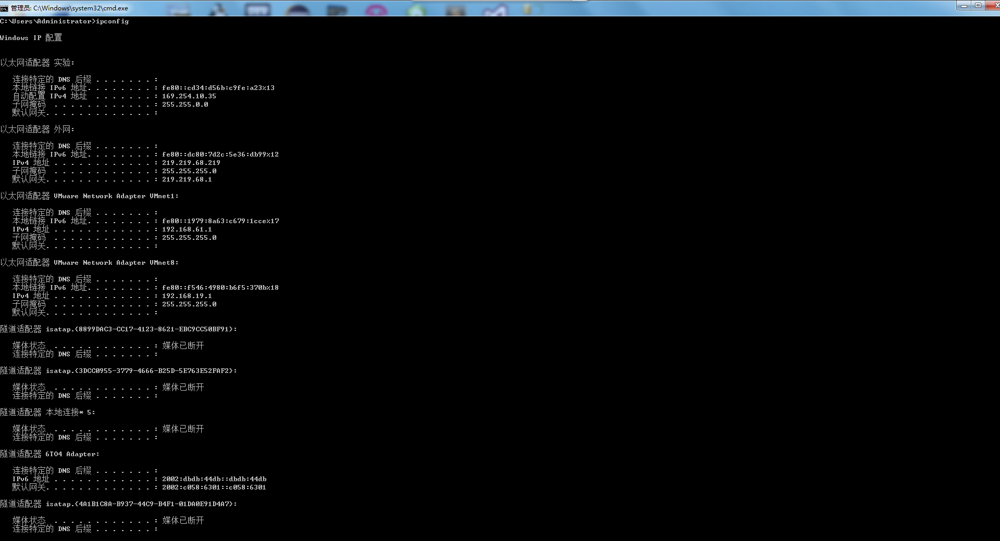 管理员: C:\Windows\system32\cmd.exe
C:\Users\Administrator>ipconfig
Windows IP 配置
以太网适配器 实验:
连接特定的 DNS 后缀 . . . . . . . :
本地链接 IPv6 地址. . . . . . . . : fe80::cd34:d56b:c9fe:a23%13
自动配置 IPv4 地址  . . . . . . . : 169.254.10.35
子网掩码  . . . . . . . . . . . . : 255.255.0.0
默认网关. . . . . . . . . . . . . :
以太网适配器 外网:
连接特定的 DNS 后缀 . . . . . . . :
本地链接 IPv6 地址. . . . . . . . : fe80::dc80:7d2c:5e36:db99%12
IPv4 地址 . . . . . . . . . . . . : 219.219.68.219
子网掩码  . . . . . . . . . . . . : 255.255.255.0
默认网关. . . . . . . . . . . . . : 219.219.68.1
以太网适配器 VMware Network Adapter VMnet1:
连接特定的 DNS 后缀 . . . . . . . :
本地链接 IPv6 地址. . . . . . . . : fe80::1979:8a63:c679:1cce%17
IPv4 地址 . . . . . . . . . . . . : 192.168.61.1
子网掩码  . . . . . . . . . . . . : 255.255.255.0
默认网关. . . . . . . . . . . . . :
以太网适配器 VMware Network Adapter VMnet8:
连接特定的 DNS 后缀 . . . . . . . :
本地链接 IPv6 地址. . . . . . . . : fe80::f546:4980:b6f5:370b%18
IPv4 地址 . . . . . . . . . . . . : 192.168.19.1
子网掩码  . . . . . . . . . . . . : 255.255.255.0
默认网关. . . . . . . . . . . . . :
隧道适配器 isatap.{8899DAC3-CC17-4123-8621-EBC9CC50BF91}:
媒体状态  . . . . . . . . . . . . : 媒体已断开
连接特定的 DNS 后缀 . . . . . . . :
隧道适配器 isatap.{3DCC0955-3779-4666-B25D-5E763E52FAF2}:
媒体状态  . . . . . . . . . . . . : 媒体已断开
连接特定的 DNS 后缀 . . . . . . . :
隧道适配器 本地连接* 5:
媒体状态  . . . . . . . . . . . . : 媒体已断开
连接特定的 DNS 后缀 . . . . . . . :
隧道适配器 6TO4 Adapter:
连接特定的 DNS 后缀 . . . . . . . :
IPv6 地址 . . . . . . . . . . . . : 2002:dbdb:44db::dbdb:44db
默认网关. . . . . . . . . . . . . : 2002:c058:6301::c058:6301
隧道适配器 isatap.{4A1B1C8A-B937-44C9-B4F1-01DA0E91D4A7}:
媒体状态  . . . . . . . . . . . . : 媒体已断开
连接特定的 DNS 后缀 . . . . . . . :